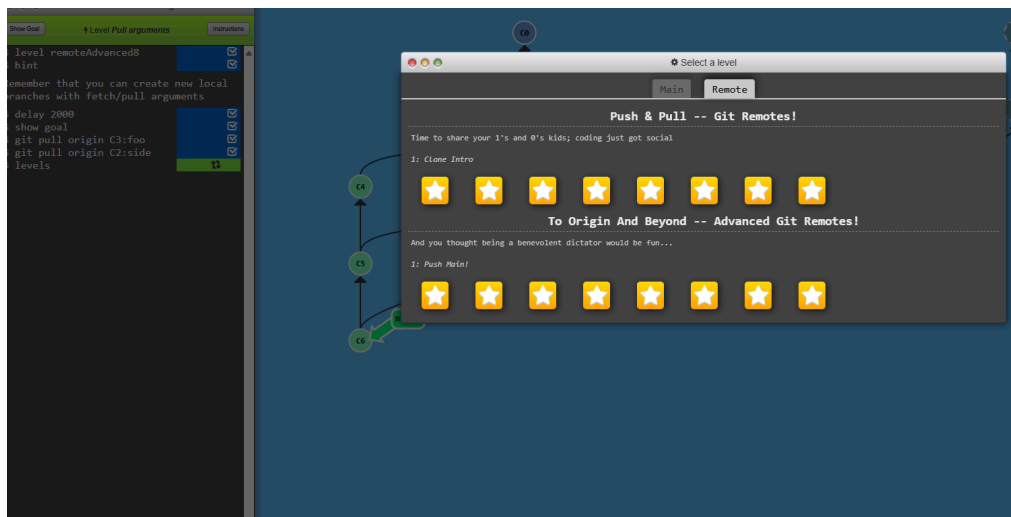 Show Goal
Level Pull arguments
Instructions
level remoteAdvanced8
hint
Remember that you can create new local
branches with fetch/pull arguments
delay 2000
show goal
git pull origin C3:foo
git pull origin C2:side
levels
C0
C4
C5
C6
Select a level
Main
Remote
Push & Pull -- Git Remotes!
Time to share your 1's and 0's kids; coding just got social
1: Clone Intro
To Origin And Beyond -- Advanced Git Remotes!
And you thought being a benevolent dictator would be fun...
1: Push Main!